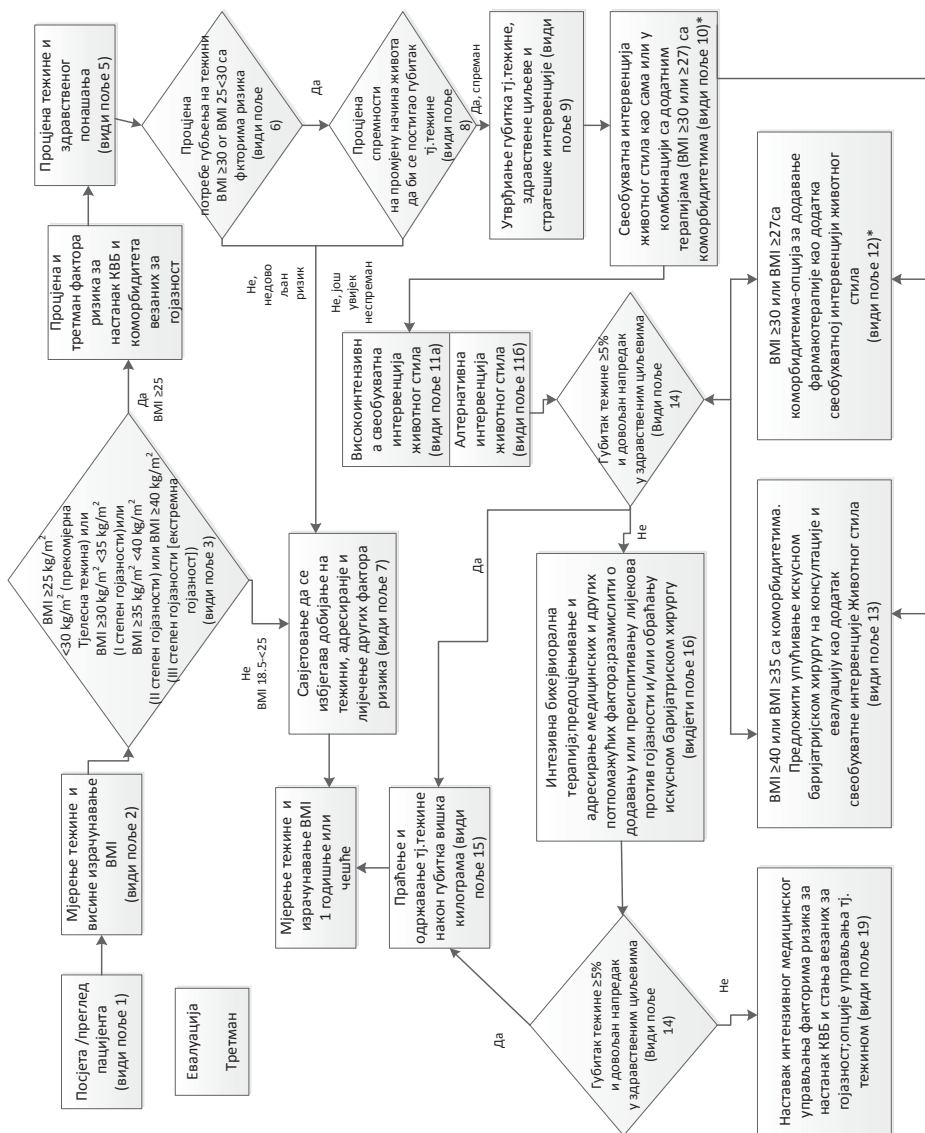 Посјета /преглед
пацијента
(види поље 1)
Мјерење тежине и
висине израчунавање
BMI
(види поље 2)
BMI ≥25 kg/m²
<30 kg/m² (прекомјерна
Тјелесна тежина) или
BMI ≥30 kg/m² <35 kg/m²
(I степен гојазности)или
BMI ≥35 kg/m² <40 kg/m²
(II степен гојазности) или BMI ≥40 kg/m²
(III степен гојазности [екстремна
гојазност])
(види поље 3)
Да
BMI ≥25
Не
BMI 18.5-<25
Процјена и
третман фактора
ризика за
настанак КВБ и
коморбидитета
везаних за
гојазност
Процјена тежине и
здравственог
понашања
(види поље 5)
Процјена
потребе губљења на тежини
BMI ≥30 or BMI 25<30 са
фкторима ризика
(види поље
6)
Да
Не,
недово
љан
ризик
Процјена
спремности
на промјену начина живота
да би се постигао губитак
тј.тежине
(види поље
8)
Да, спреман
Не, још
увијек
неспреман
Утврђивање губитка тј.тежине,
здравствене циљеве и
стратешке интервенције (види
поље 9)
Свеобухватна интервенција
животног стила као сама или у
комбинацији са додатним
терапијама (BMI ≥30 или ≥27) са
коморбидитетима (види поље 10)*
Евалуација
Третман
Савјетовање да се
избјегава добијање на
тежини, адресирање и
лијечење других фактора
ризика (види поље 7)
Мјерење тежине и
израчунавање BMI
1 годишње или
чешће
Високоинтензивн
а свеобухватна
интервенција
животног стила
(види поље 11а)
Алтернативна
интервенција
животног стила
(види поље 11б)
Губитак тежине ≥5%
и довољан напредак
у здравственим циљевима
(Види поље
14)
Да
Не
Праћење и
одржавање тј.тежине
након губитка вишка
килограма (види
поље 15)
Интезивна бихејвиорална
терапија;предоцјењивање и
адресирање медицинских и других
потпомажућих фактора;размислити о
додавању или преиспитивању лијекова
против гојазности и/или обраћању
искусном баријатрискom хирургу
(видјети поље 16)
BMI ≥30 или BMI ≥27са
коморбидитеима-опција за додавање
фармакотерапије као додатка
свеобухватној интервенцији животног
стила
(види поље 12)*
BMI ≥40 или BMI ≥35 са коморбидитетима.
Предложити упућивање искусном
баријатријском хирургу на консултације и
евалуацију као додатак
свеобухватне интервенције Животног стила
(види поље 13)
Губитак тежине ≥5%
и довољан напредак
у здравственим циљевима
(Види поље
14)
Да
Не
Наставак интензивног медицинског
управљања факторима ризика за
настанак КВБ и стања везаних за
гојазност;опције управљања тј.
тежином (види поље 19)